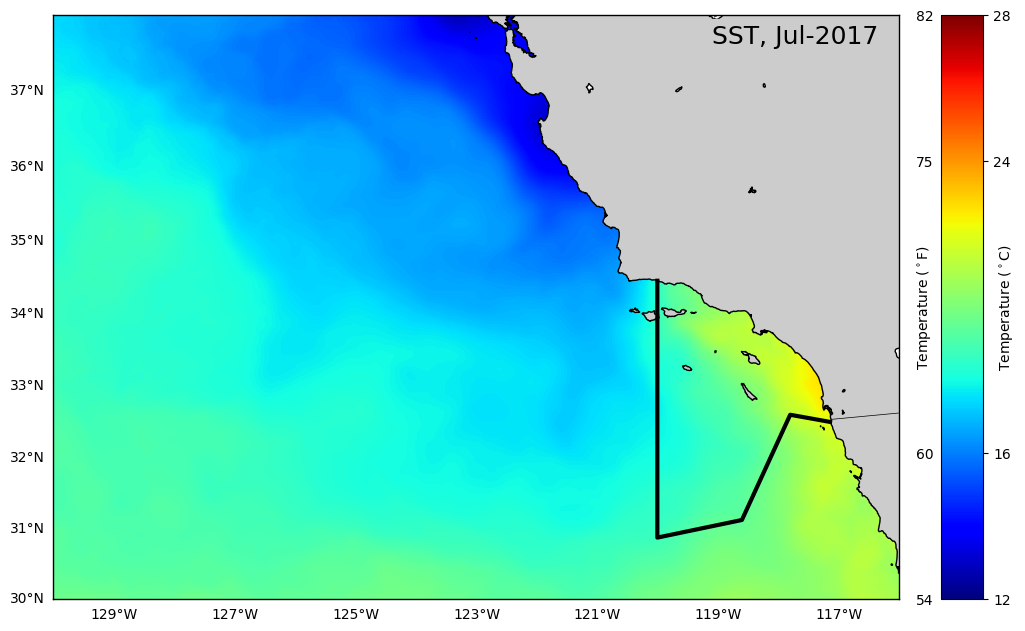 SST, Jul-2017
37°N
36°N
35°N
34°N
33°N
32°N
31°N
30°N
129°W
127°W
125°W
123°W
121°W
119°W
117°W
82
75
60
54
Temperature (°F)
28
24
16
12
Temperature (°C)